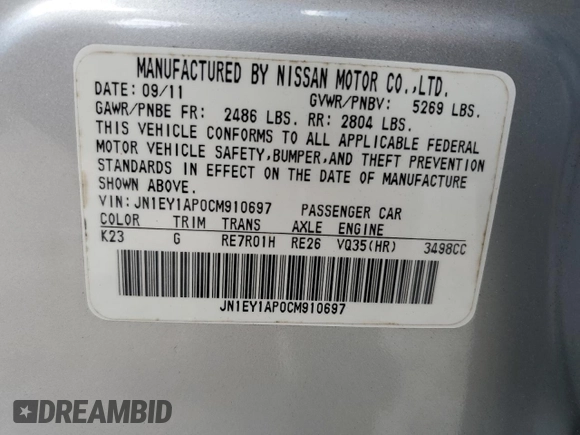 MANUFACTURED BY NISSAN MOTOR CO.,LTD.
DATE: 09/11 GVWR/PNBV: 5269 LBS.
GAWR/PNBE FR: 2486 LBS. RR: 2804 LBS.
THIS VEHICLE CONFORMS TO ALL APPLICABLE FEDERAL
MOTOR VEHICLE SAFETY,BUMPER,AND THEFT PREVENTION
STANDARDS IN EFFECT ON THE DATE OF MANUFACTURE
SHOWN ABOVE.
VIN: JN1EY1AP0CM910697 PASSENGER CAR
COLOR TRIM TRANS AXLE ENGINE
K23 G RE7R01H RE26 VQ35(HR) 3498CC
JN1EY1AP0CM910697
DREAMBID